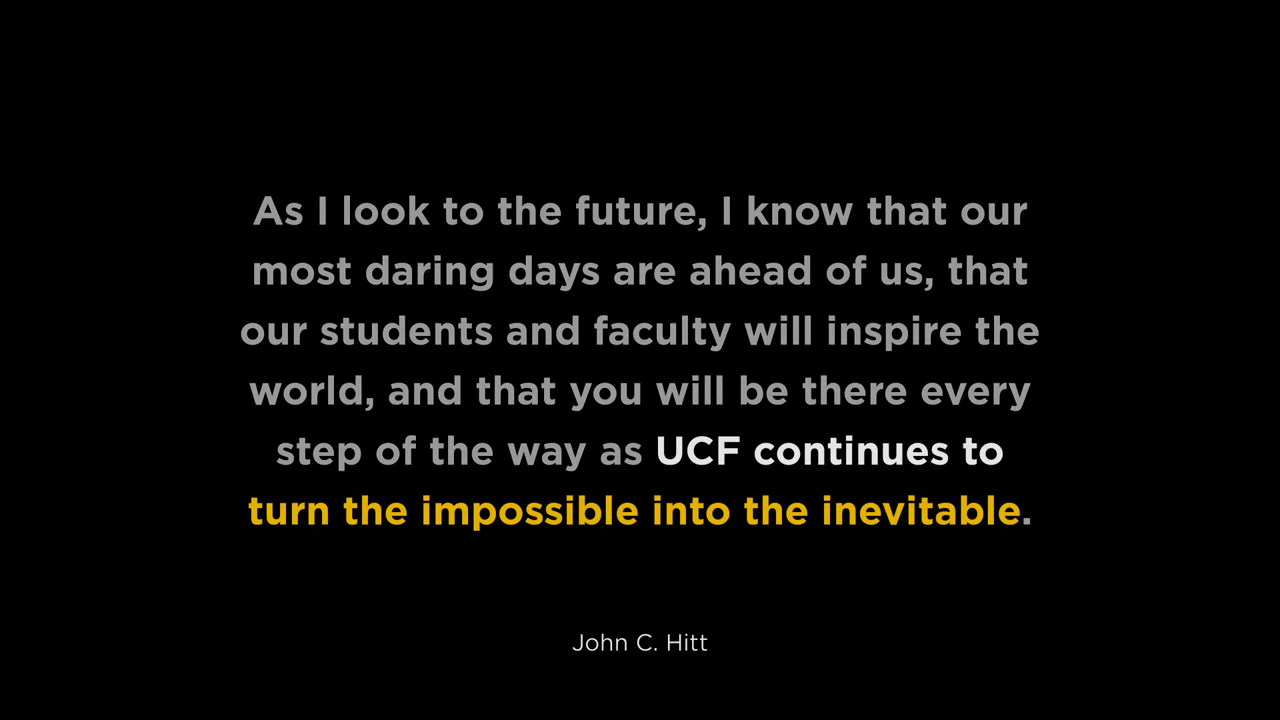 As I look to the future, I know that our
most daring days are ahead of us, that
our students and faculty will inspire the
world, and that you will be there every
step of the way as UCF continues to
turn the impossible into the inevitable.
John C. Hitt